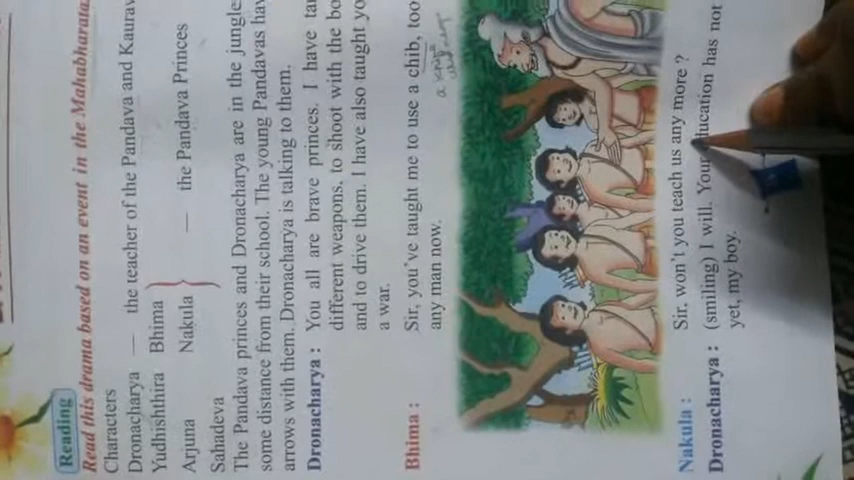 Reading
Read this drama based on an event in the Mahabharata.
Characters
Dronacharya — the teacher of the Pandava and Kaurav
Yudhishthira Bhima
Arjuna Nakula — the Pandava Princes
Sahadeva
The Pandava princes and Dronacharya are in the jungle
some distance from their school. The young Pandavas hav
arrows with them. Dronacharya is talking to them.
Dronacharya : You all are brave princes. I have tau
different weapons, to shoot with the bo
and to drive them. I have also taught yo
a war.
Bhima : Sir, you've taught me to use a chib, too
any man now.
Nakula : Sir, won't you teach us any more ?
Dronacharya : (smiling) I will. Your education has not
yet, my boy.